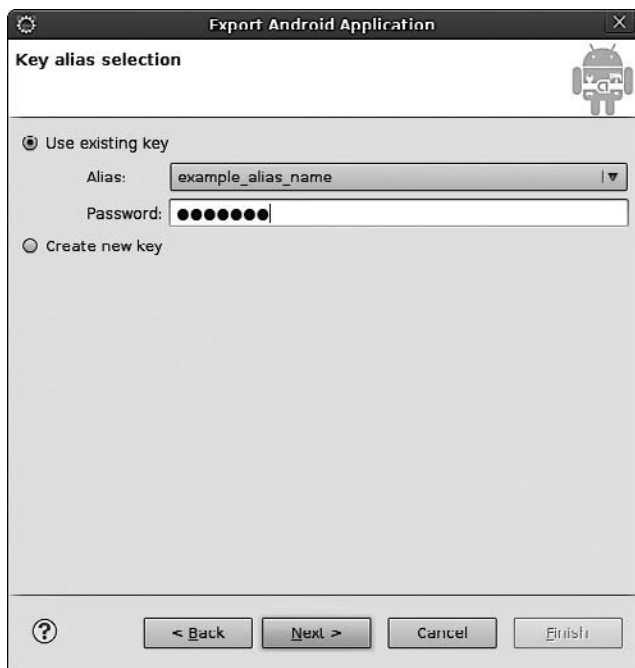 Export Android Application
Key alias selection
Use existing key
Alias: example_alias_name
Password: ●●●●●●●
Create new key
< Back Next > Cancel Finish